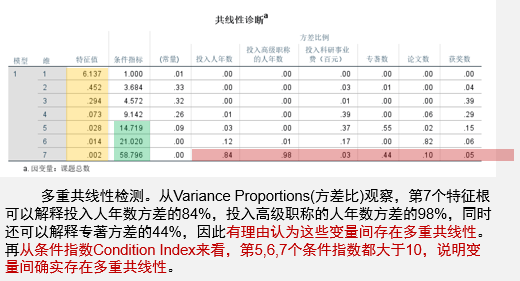 共线性诊断a
方差比例
模型 维 特征值 条件指标 (常量) 投入人年数 投入高级职称的人年数 投入科研事业费（百元） 专著数 论文数 获奖数
1 1 6.137 1.000 .01 .00 .00 .00 .00 .00 .00
2 .452 3.684 .33 .00 .00 .03 .01 .00 .04
3 .294 4.572 .32 .00 .00 .01 .00 .00 .39
4 .073 9.142 .26 .01 .00 .39 .00 .06 .29
5 .028 14.719 .09 .03 .00 .37 .55 .02 .15
6 .014 21.020 .00 .12 .01 .17 .00 .82 .06
7 .002 58.796 .00 .84 .98 .03 .44 .10 .05
a. 因变量：课题总数
多重共线性检测。从Variance Proportions(方差比)观察，第7个特征根
可以解释投入人年数方差的84%，投入高级职称的人年数方差的98%，同时
还可以解释专著方差的44%，因此有理由认为这些变量间存在多重共线性。
再从条件指数Condition Index来看，第5,6,7个条件指数都大于10，说明变
量间确实存在多重共线性。